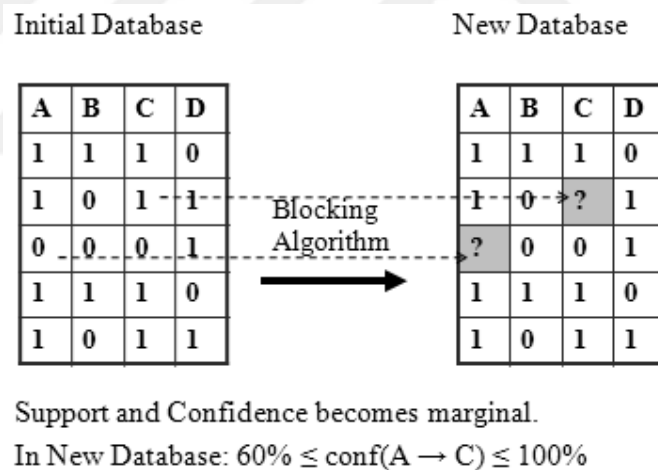 Initial Database New Database
A B C D A B C D
1 1 1 0 1 1 1 0
1 0 1 1 Blocking 1 0 ? 1
0 0 0 1 Algorithm ? 0 0 1
1 1 1 0 1 1 1 0
1 0 1 1 1 0 1 1
Support and Confidence becomes marginal.
In New Database: 60% ≤ conf(A → C) ≤ 100%